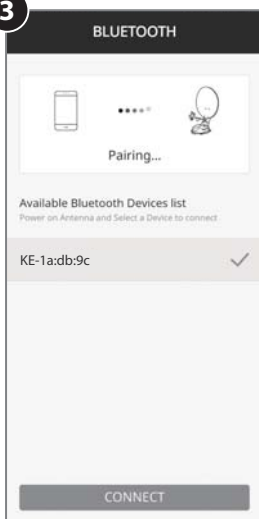 3
BLUETOOTH
Pairing...
Available Bluetooth Devices list
Power on Antenna and Select a Device to connect
KE-1a:db:9c
CONNECT